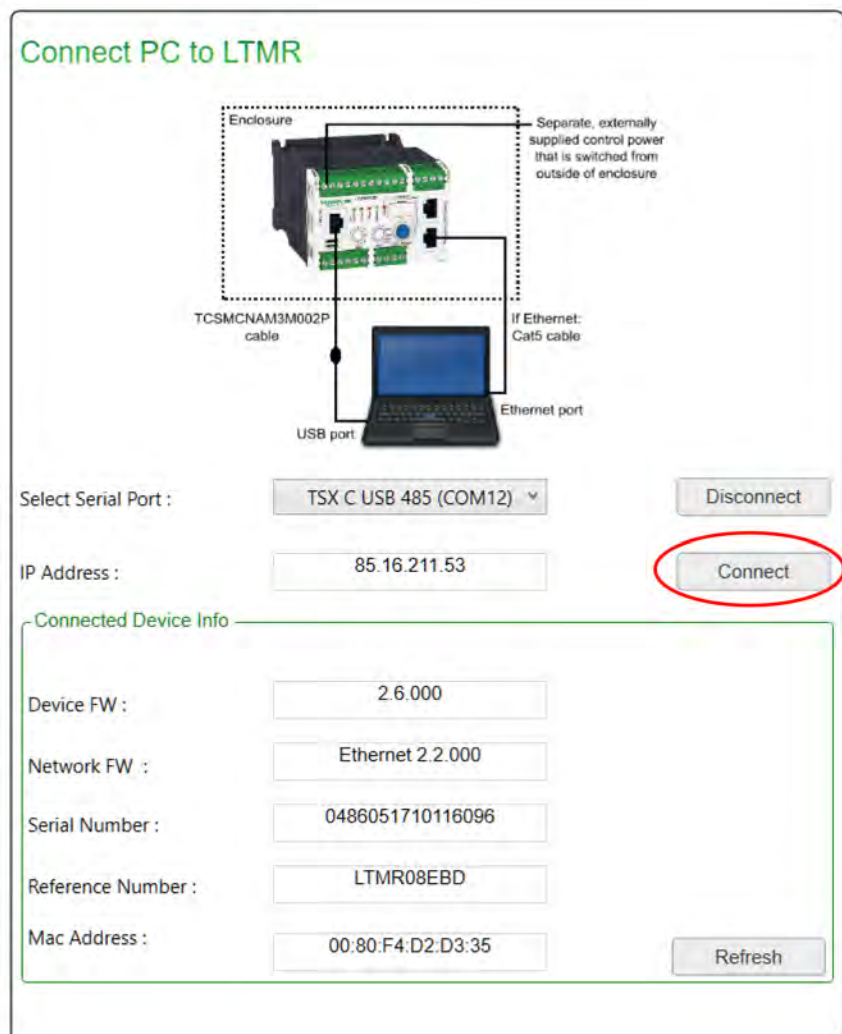 Connect PC to LTMR
Enclosure
Separate, externally
supplied control power
that is switched from
outside of enclosure
TCSMCNAM3M002P
cable
If Ethernet:
Cat5 cable
Ethernet port
USB port
Select Serial Port :
TSX C USB 485 (COM12)
Disconnect
IP Address :
85.16.211.53
Connect
Connected Device Info
Device FW :
2.6.000
Network FW :
Ethernet 2.2.000
Serial Number :
0486051710116096
Reference Number :
LTMR08EBD
Mac Address :
00:80:F4:D2:D3:35
Refresh